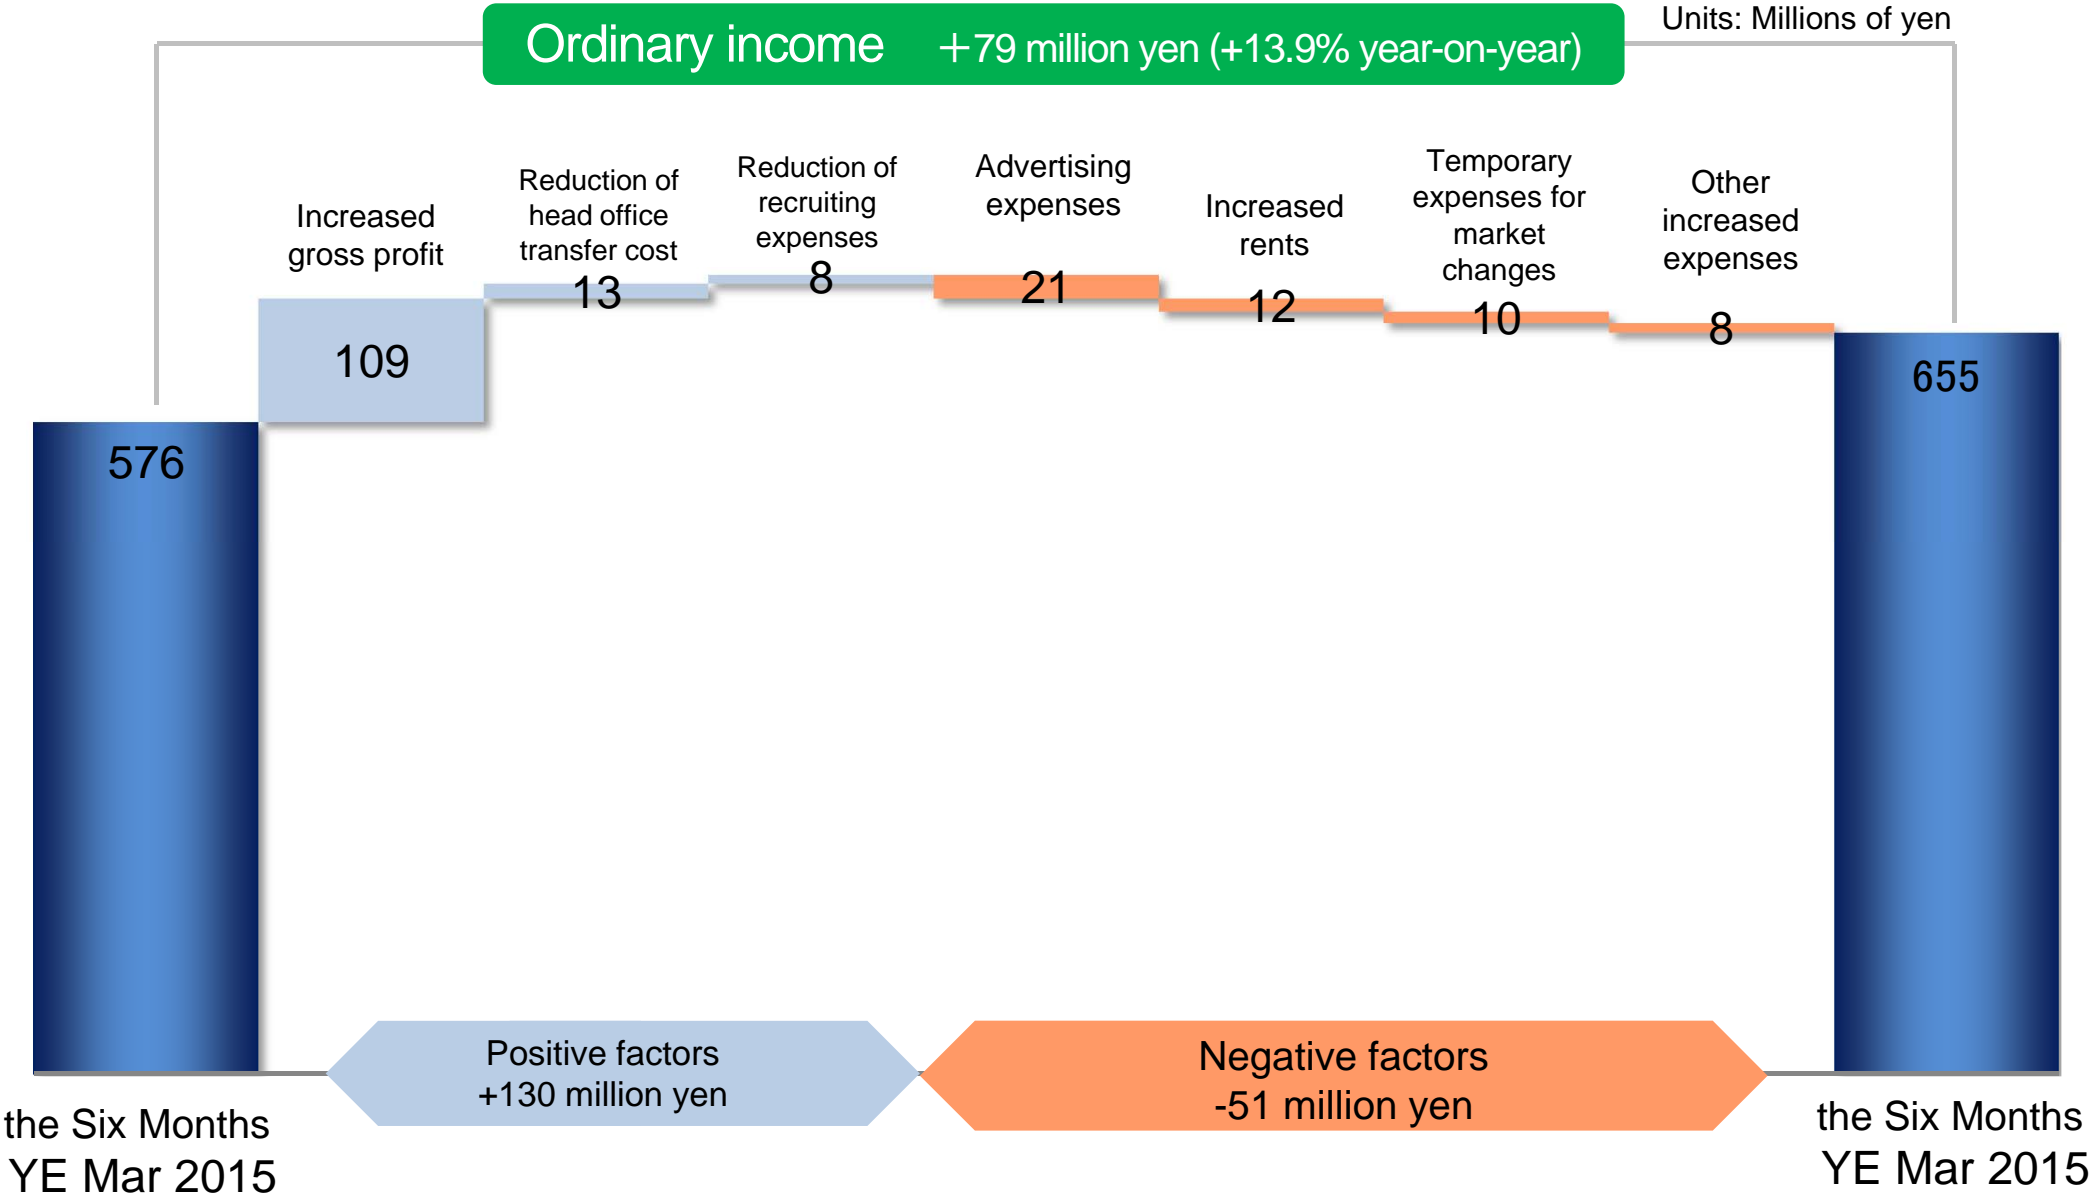 Units: Millions of yen
Ordinary income +79 million yen (+13.9% year-on-year)
Increased
gross profit
109
Reduction of
head office
transfer cost
13
Reduction of
recruiting
expenses
8
Advertising
expenses
21
Increased
rents
12
Temporary
expenses for
market
changes
10
Other
increased
expenses
8
576
655
Positive factors
+130 million yen
Negative factors
-51 million yen
the Six Months
YE Mar 2015
the Six Months
YE Mar 2015